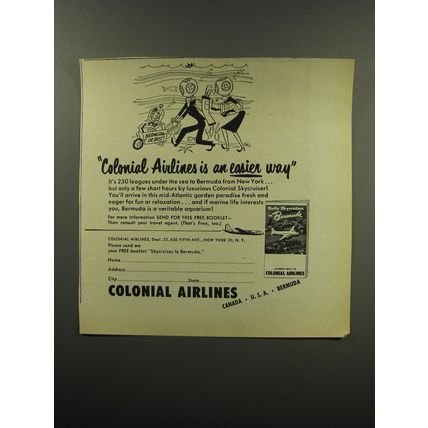 BERMUDA
OR BUST
"Colonial Airlines is an easier way"
It's 250 leagues under the sea to Bermuda from New York...
but only a few short hours by luxurious Colonial Skycruiser!
You'll arrive in this mid-Atlantic garden paradise fresh and
eager for fun or relaxation... and if marine life interests
you, Bermuda is a veritable aquarium!
For more information SEND FOR THIS FREE BOOKLET—
Then consult your travel agent. (That's Free, too.)
COLONIAL AIRLINES, Dept. 23, 630 FIFTH AVE., NEW YORK 20, N. Y.
Please send me
your FREE booklet "Skycruises to Bermuda."
Name
Address
City State
Daily Skycruises
Bermuda
COLONIAL AIRLINES
COLONIAL AIRLINES
CANADA • U. S. A. • BERMUDA